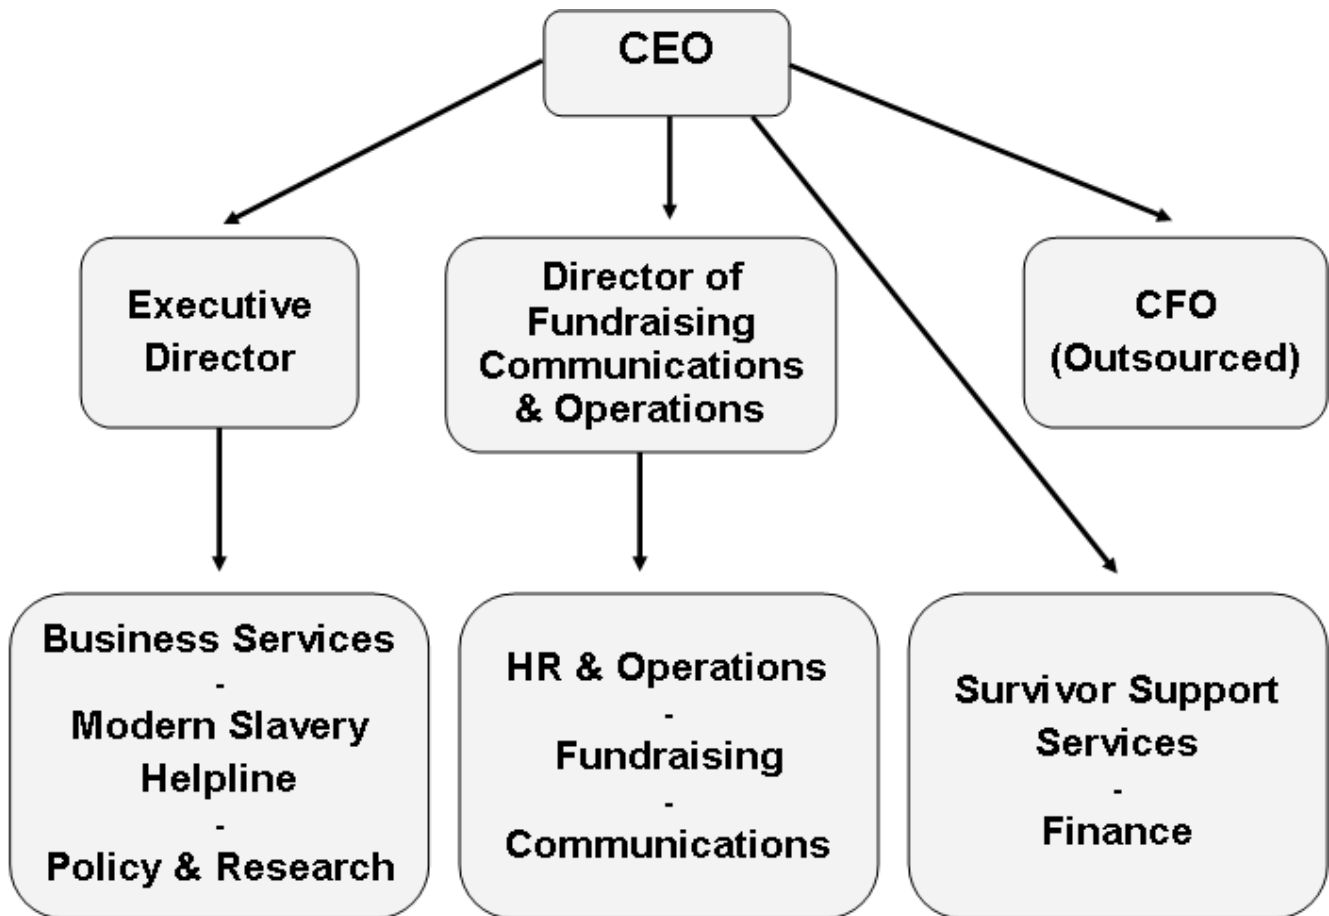 CEO
Executive
Director
Director of
Fundraising
Communications
& Operations
CFO
(Outsourced)
Business Services
-
Modern Slavery
Helpline
-
Policy & Research
HR & Operations
-
Fundraising
-
Communications
Survivor Support
Services
-
Finance